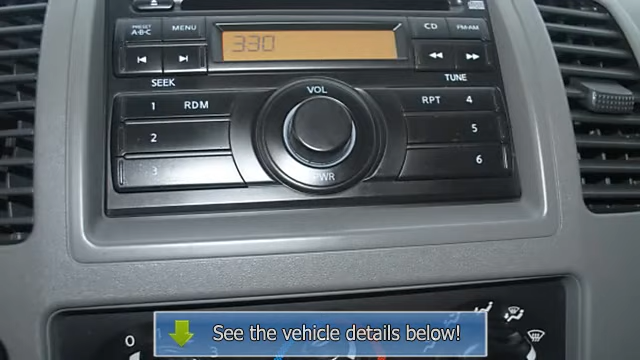 PRESET
A·B·C
MENU
330
CD
FM·AM
SEEK
TUNE
VOL
1 RDM
RPT 4
2
5
3
6
PWR
0
See the vehicle details below!